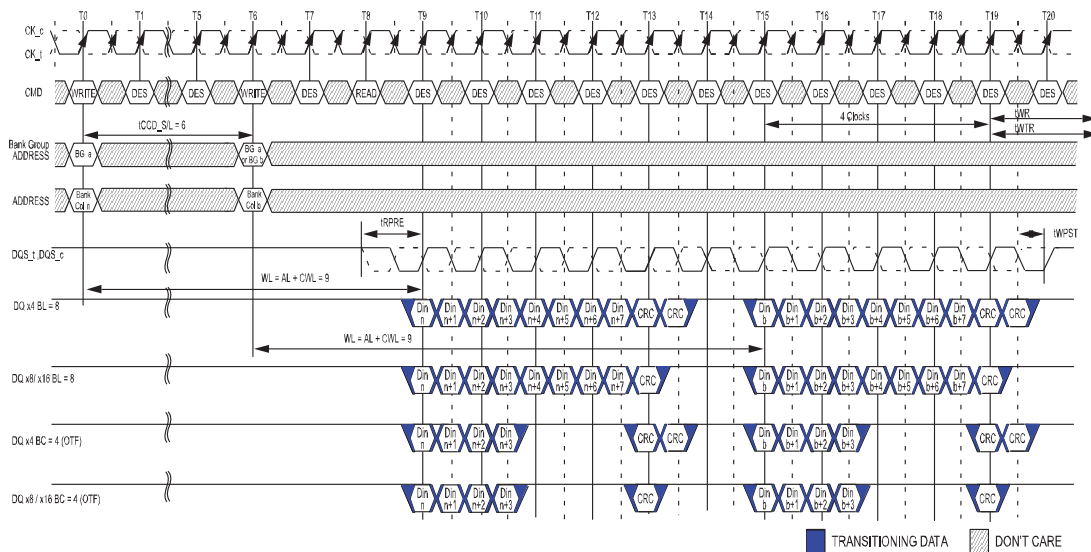 T0 T1 T5 T6 T7 T8 T9 T10 T11 T12 T13 T14 T15 T16 T17 T18 T19 T20
CK_c
CK_t
CMD WRITE DES DES WRITE DES READ DES DES DES DES DES DES DES DES DES DES DES DES
tCCD_S/L = 6
4 Clocks
tWR
tWTR
Bank Group
ADDRESS
BG a
BG a
or BG b
ADDRESS
Bank
Col n
Bank
Col b
tRPRE
tWPST
DQS_t ,DQS_c
WL = AL + CWL = 9
DQ x4 BL = 8
Din n Din n+1 Din n+2 Din n+3 Din n+4 Din n+5 Din n+6 Din n+7 CRC CRC Din b Din b+1 Din b+2 Din b+3 Din b+4 Din b+5 Din b+6 Din b+7 CRC CRC
WL = AL + CWL = 9
DQ x8/ x16 BL = 8
Din n Din n+1 Din n+2 Din n+3 Din n+4 Din n+5 Din n+6 Din n+7 CRC Din b Din b+1 Din b+2 Din b+3 Din b+4 Din b+5 Din b+6 Din b+7 CRC
DQ x4 BC = 4 (OTF)
Din n Din n+1 Din n+2 Din n+3 CRC CRC Din b Din b+1 Din b+2 Din b+3 CRC CRC
DQ x8 / x16 BC = 4 (OTF)
Din n Din n+1 Din n+2 Din n+3 CRC Din b Din b+1 Din b+2 Din b+3 CRC
TRANSITIONING DATA
DON'T CARE